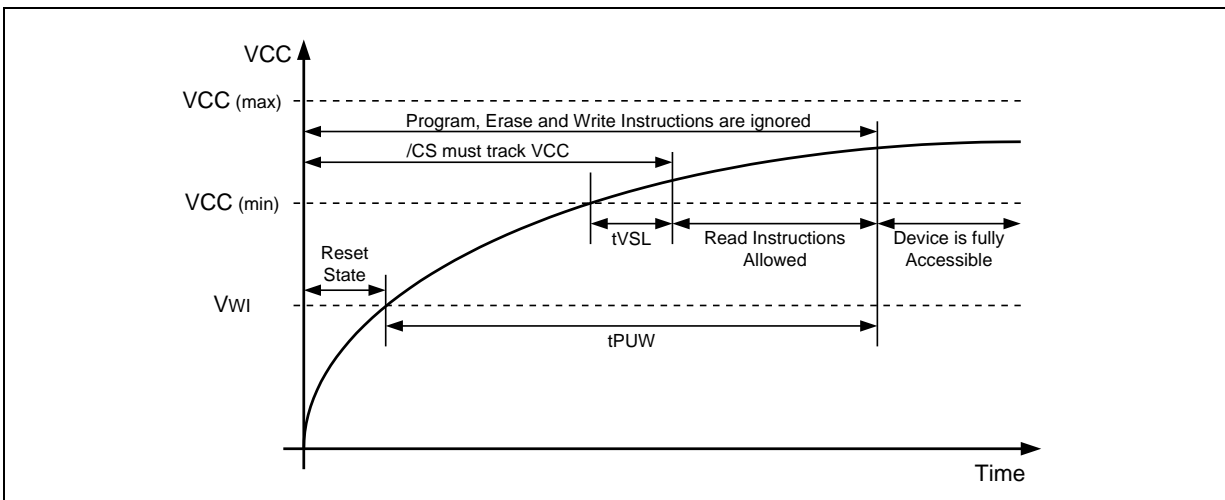 VCC
VCC (max)
Program, Erase and Write Instructions are ignored
/CS must track VCC
VCC (min)
tVSL
Read Instructions
Allowed
Device is fully
Accessible
Reset
State
VWI
tPUW
Time